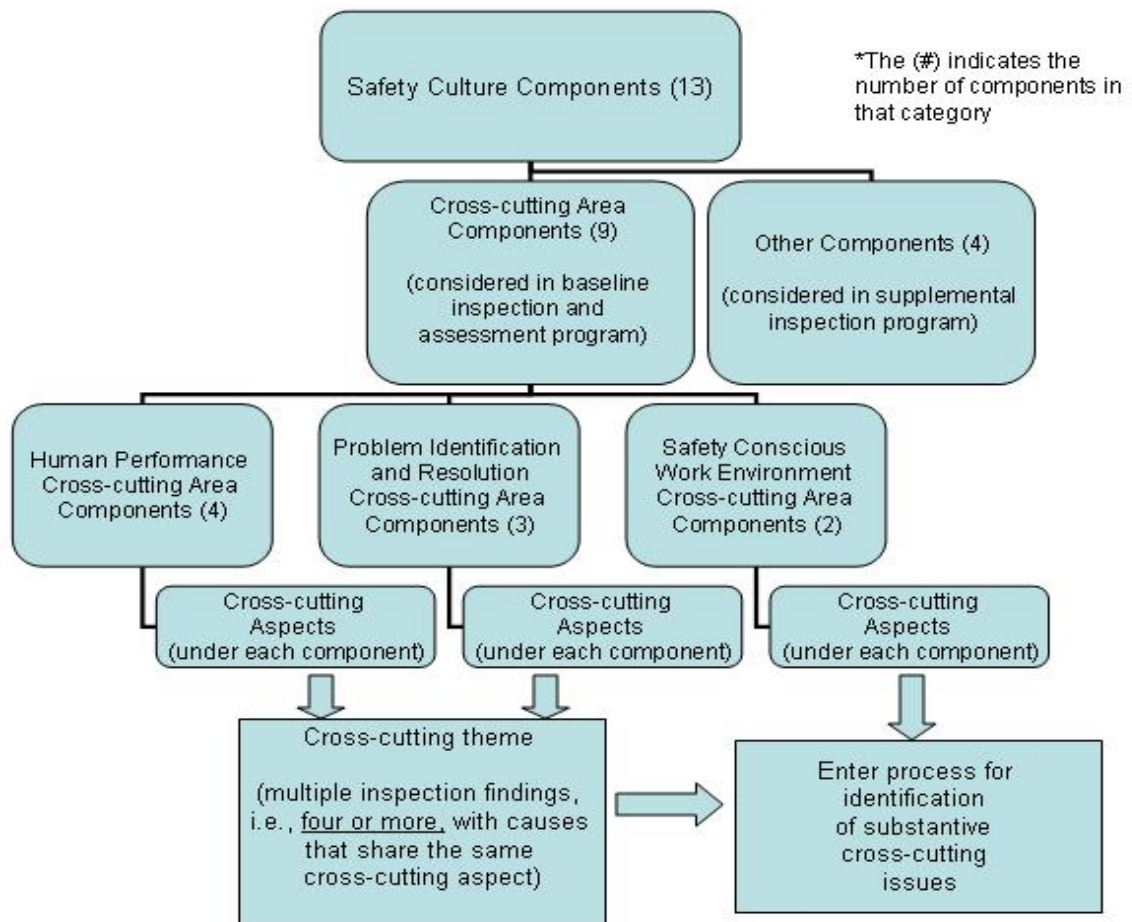 Safety Culture Components (13)
*The (#) indicates the
number of components in
that category
Cross-cutting Area
Components (9)
(considered in baseline
inspection and
assessment program)
Other Components (4)
(considered in supplemental
inspection program)
Human Performance
Cross-cutting Area
Components (4)
Problem Identification
and Resolution
Cross-cutting Area
Components (3)
Safety Conscious
Work Environment
Cross-cutting Area
Components (2)
Cross-cutting
Aspects
(under each component)
Cross-cutting
Aspects
(under each component)
Cross-cutting
Aspects
(under each component)
Cross-cutting theme
(multiple inspection findings,
i.e., four or more, with causes
that share the same
cross-cutting aspect)
Enter process for
identification
of substantive
cross-cutting
issues